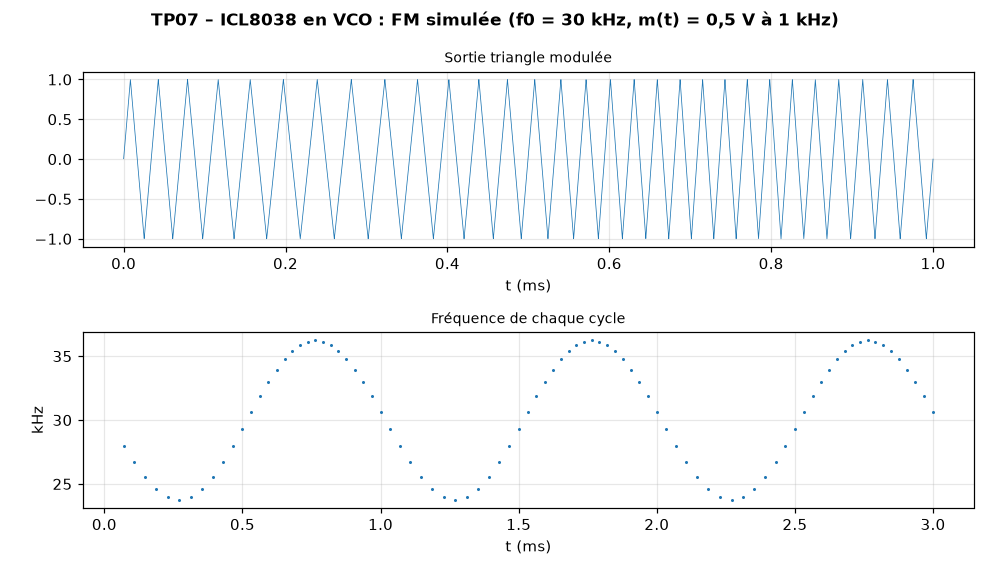 TP07 – ICL8038 en VCO : FM simulée (f0 = 30 kHz, m(t) = 0,5 V à 1 kHz)
Sortie triangle modulée
1.0
0.5
0.0
−0.5
−1.0
0.0 0.2 0.4 0.6 0.8 1.0
t (ms)
Fréquence de chaque cycle
kHz
35
30
25
0.0 0.5 1.0 1.5 2.0 2.5 3.0
t (ms)